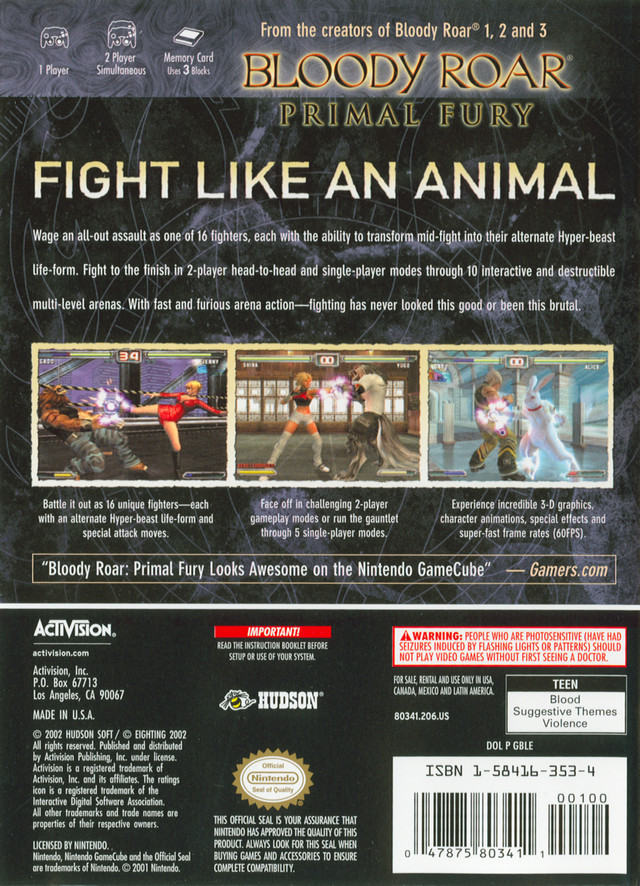 From the creators of Bloody Roar® 1, 2 and 3
1 Player
2 Player
Simultaneous
Memory Card
Uses 3 Blocks
BLOODY ROAR®
PRIMAL FURY
FIGHT LIKE AN ANIMAL
Wage an all-out assault as one of 16 fighters, each with the ability to transform mid-fight into their alternate Hyper-beast
life-form. Fight to the finish in 2-player head-to-head and single-player modes through 10 interactive and destructible
multi-level arenas. With fast and furious arena action—fighting has never looked this good or been this brutal.
GADO
34
JENNY
SHINA
00
YUGO
00
ALICE
Battle it out as 16 unique fighters—each
with an alternate Hyper-beast life-form and
special attack moves.
Face off in challenging 2-player
gameplay modes or run the gauntlet
through 5 single-player modes.
Experience incredible 3-D graphics,
character animations, special effects and
super-fast frame rates (60FPS).
“Bloody Roar: Primal Fury Looks Awesome on the Nintendo GameCube” — Gamers.com
ACTIVISION®
activision.com
Activision, Inc.
P.O. Box 67713
Los Angeles, CA 90067
MADE IN U.S.A.
© 2002 HUDSON SOFT/ © EIGHTING 2002
All rights reserved. Published and distributed
by Activision Publishing, Inc. under license.
Activision is a registered trademark of
Activision, Inc. and its affiliates. The ratings
icon is a registered trademark of the
Interactive Digital Software Association.
All other trademarks and trade names are
properties of their respective owners.
LICENSED BY NINTENDO.
Nintendo, Nintendo GameCube and the Official Seal
are trademarks of Nintendo. © 2001 Nintendo.
IMPORTANT!
READ THE INSTRUCTION BOOKLET BEFORE
SETUP OR USE OF YOUR SYSTEM.
HUDSON®
Official
Nintendo
Seal of Quality
THIS OFFICIAL SEAL IS YOUR ASSURANCE THAT
NINTENDO HAS APPROVED THE QUALITY OF THIS
PRODUCT. ALWAYS LOOK FOR THIS SEAL WHEN
BUYING GAMES AND ACCESSORIES TO ENSURE
COMPLETE COMPATIBILITY.
WARNING: PEOPLE WHO ARE PHOTOSENSITIVE (HAVE HAD
SEIZURES INDUCED BY FLASHING LIGHTS OR PATTERNS) SHOULD
NOT PLAY VIDEO GAMES WITHOUT FIRST SEEING A DOCTOR.
FOR SALE, RENTAL AND USE ONLY IN USA,
CANADA, MEXICO AND LATIN AMERICA.
80341.206.US
TEEN
Blood
Suggestive Themes
Violence
DOL P GBLE
ISBN 1-58416-353-4
00100
0 47875 80341 1